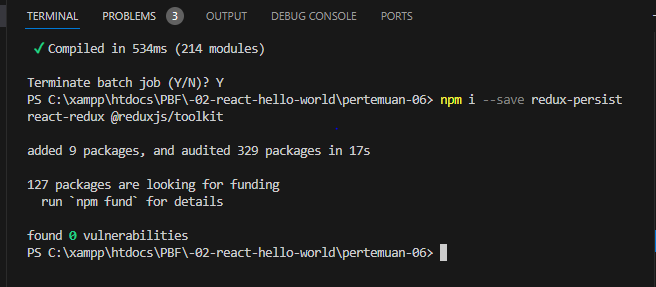 TERMINAL PROBLEMS 3 OUTPUT DEBUG CONSOLE PORTS
✓ Compiled in 534ms (214 modules)
Terminate batch job (Y/N)? Y
PS C:\xampp\htdocs\PBF\-02-react-hello-world\pertemuan-06> npm i --save redux-persist
react-redux @reduxjs/toolkit
added 9 packages, and audited 329 packages in 17s
127 packages are looking for funding
run `npm fund` for details
found 0 vulnerabilities
PS C:\xampp\htdocs\PBF\-02-react-hello-world\pertemuan-06>